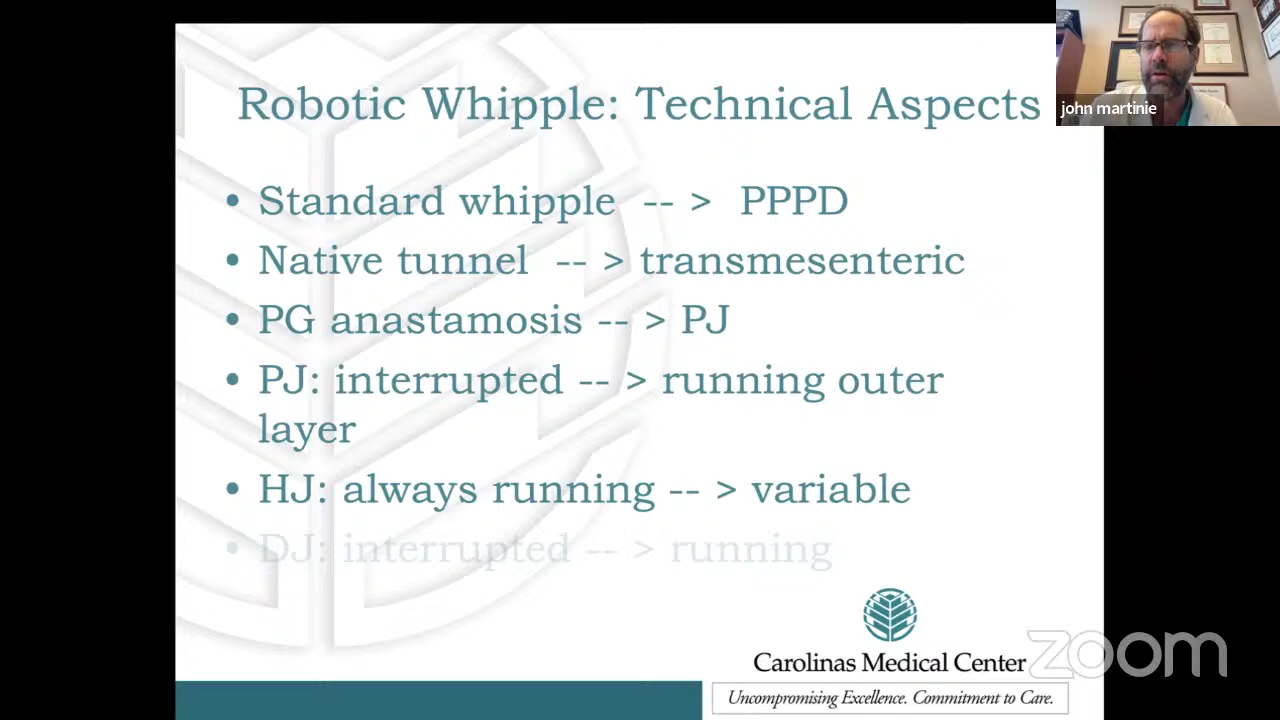 Robotic Whipple: Technical Aspects
john martinie
• Standard whipple -- > PPPD
• Native tunnel -- > transmesenteric
• PG anastamosis -- > PJ
• PJ: interrupted -- > running outer
layer
• HJ: always running -- > variable
• DJ: interrupted -- > running
Carolinas Medical Center
Uncompromising Excellence. Commitment to Care.
zoom